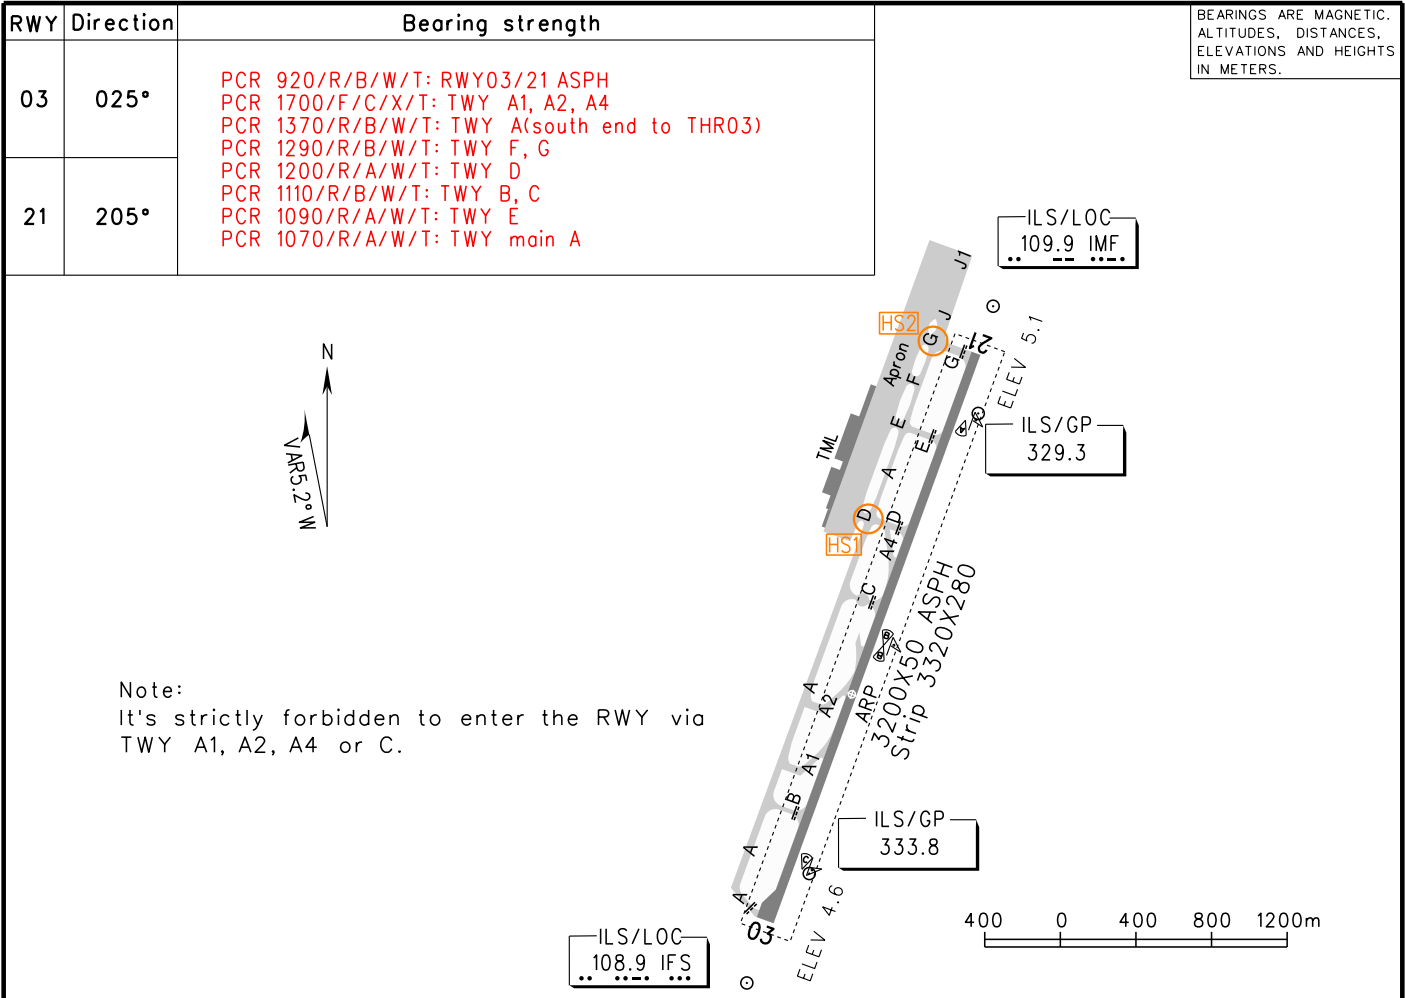 RWY Direction Bearing strength
03 025°
21 205°
PCR 920/R/B/W/T: RWY03/21 ASPH
PCR 1700/F/C/X/T: TWY A1, A2, A4
PCR 1370/R/B/W/T: TWY A(south end to THR03)
PCR 1290/R/B/W/T: TWY F, G
PCR 1200/R/A/W/T: TWY D
PCR 1110/R/B/W/T: TWY B, C
PCR 1090/R/A/W/T: TWY E
PCR 1070/R/A/W/T: TWY main A
BEARINGS ARE MAGNETIC.
ALTITUDES, DISTANCES,
ELEVATIONS AND HEIGHTS
IN METERS.
ILS/LOC
109.9 IMF
J1
J
HS2
G
21
ELEV 5.1
G
Apron
F
N
VAR5.2° W
E
E
ILS/GP
329.3
TML
A
D
D
HS1
A4
C
3200X50 ASPH
Strip 3320X280
A
A2
ARP
Note:
It's strictly forbidden to enter the RWY via
TWY A1, A2, A4 or C.
A1
B
ILS/GP
333.8
A
C
A
03
ELEV 4.6
ILS/LOC
108.9 IFS
400 0 400 800 1200m